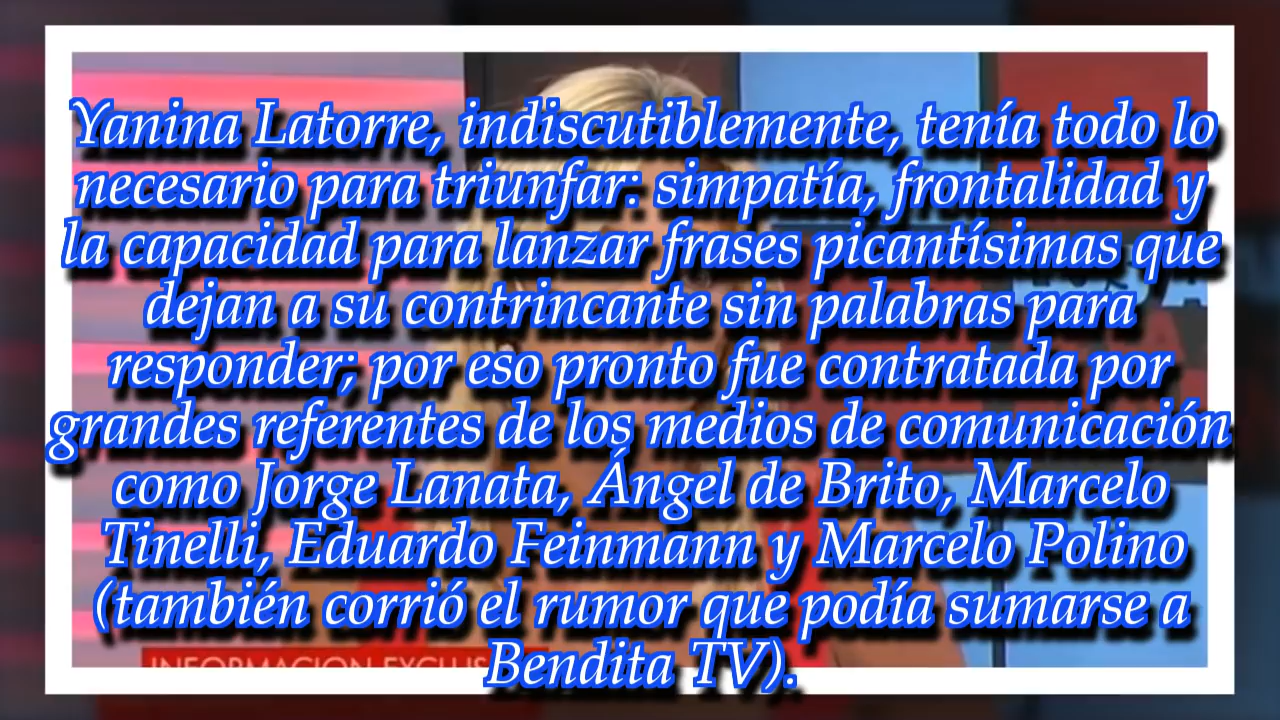 Yanina Latorre, indiscutiblemente, tenía todo lo
necesario para triunfar: simpatía, frontalidad y
la capacidad para lanzar frases picantísimas que
dejan a su contrincante sin palabras para
responder; por eso pronto fue contratada por
grandes referentes de los medios de comunicación
como Jorge Lanata, Ángel de Brito, Marcelo
Tinelli, Eduardo Feinmann y Marcelo Polino
(también corrió el rumor que podía sumarse a
Bendita TV).
INFORMACION